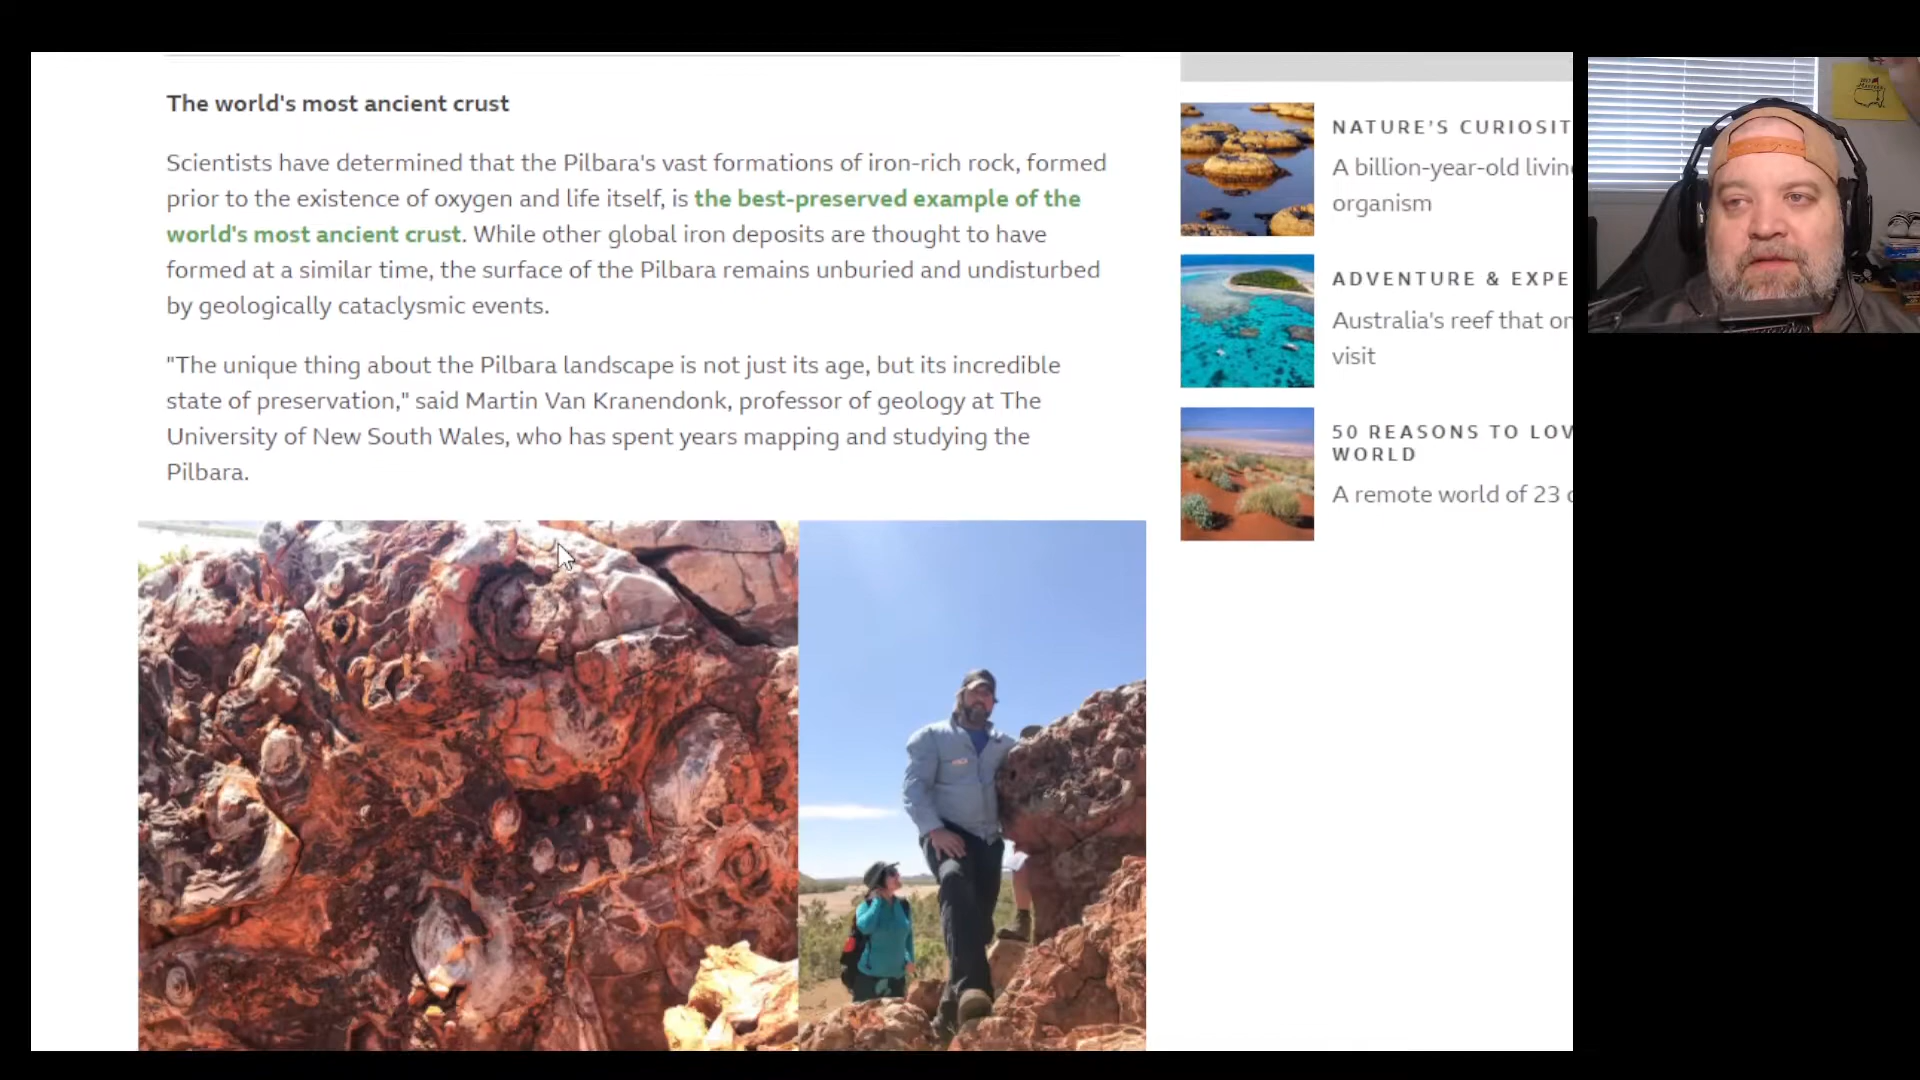 The world's most ancient crust
Scientists have determined that the Pilbara's vast formations of iron-rich rock, formed
prior to the existence of oxygen and life itself, is the best-preserved example of the
world's most ancient crust. While other global iron deposits are thought to have
formed at a similar time, the surface of the Pilbara remains unburied and undisturbed
by geologically cataclysmic events.
"The unique thing about the Pilbara landscape is not just its age, but its incredible
state of preservation," said Martin Van Kranendonk, professor of geology at The
University of New South Wales, who has spent years mapping and studying the
Pilbara.
NATURE'S CURIOSIT
A billion-year-old livin
organism
ADVENTURE & EXPE
Australia's reef that on
visit
50 REASONS TO LOV
WORLD
A remote world of 23